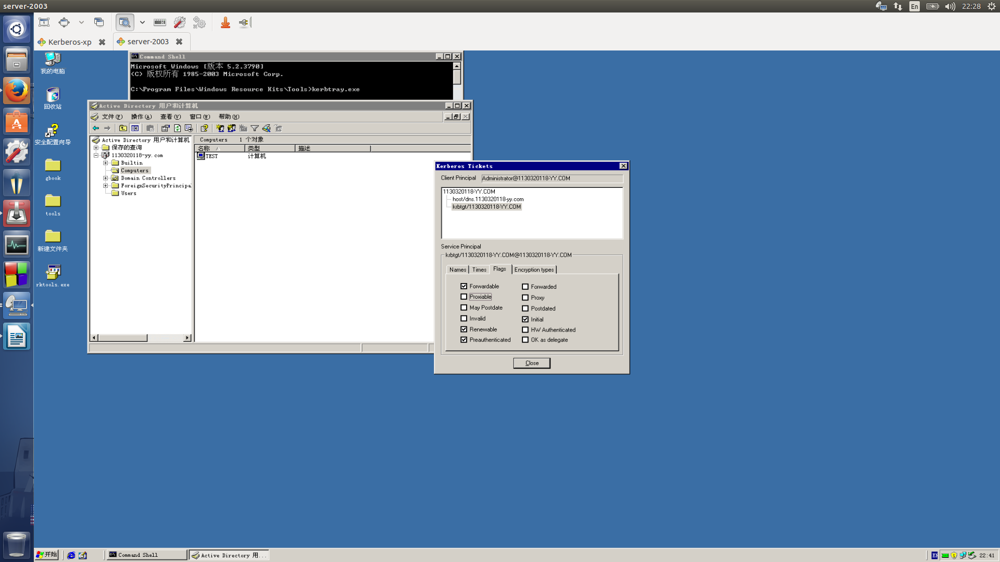 server-2003
En
22:28
Kerberos-xp
server-2003
我的电脑
回收站
安全配置向导
gbook
tools
新建文件夹
rktools.exe
Command Shell
Microsoft Windows [版本 5.2.3790]
(C) 版权所有 1985-2003 Microsoft Corp.
C:\Program Files\Windows Resource Kits\Tools>kerbtray.exe
Active Directory 用户和计算机
文件(F) 操作(A) 查看(V) 窗口(W) 帮助(H)
Active Directory 用户和计算机
保存的查询
1130320118-yy.com
Builtin
Computers
Domain Controllers
ForeignSecurityPrincipa
Users
Computers 1 个对象
名称 类型 描述
TEST 计算机
Kerberos Tickets
Client Principal Administrator@1130320118-YY.COM
1130320118-YY.COM
host/dns.1130320118-yy.com
krbtgt/1130320118-YY.COM
Service Principal
krbtgt/1130320118-YY.COM@1130320118-YY.COM
Names Times Flags Encryption types
Forwardable Forwarded
Proxiable Proxy
May Postdate Postdated
Invalid Initial
Renewable HW Authenticated
Preauthenticated OK as delegate
Close
开始
Command Shell
Active Directory 用...
EN
22:41